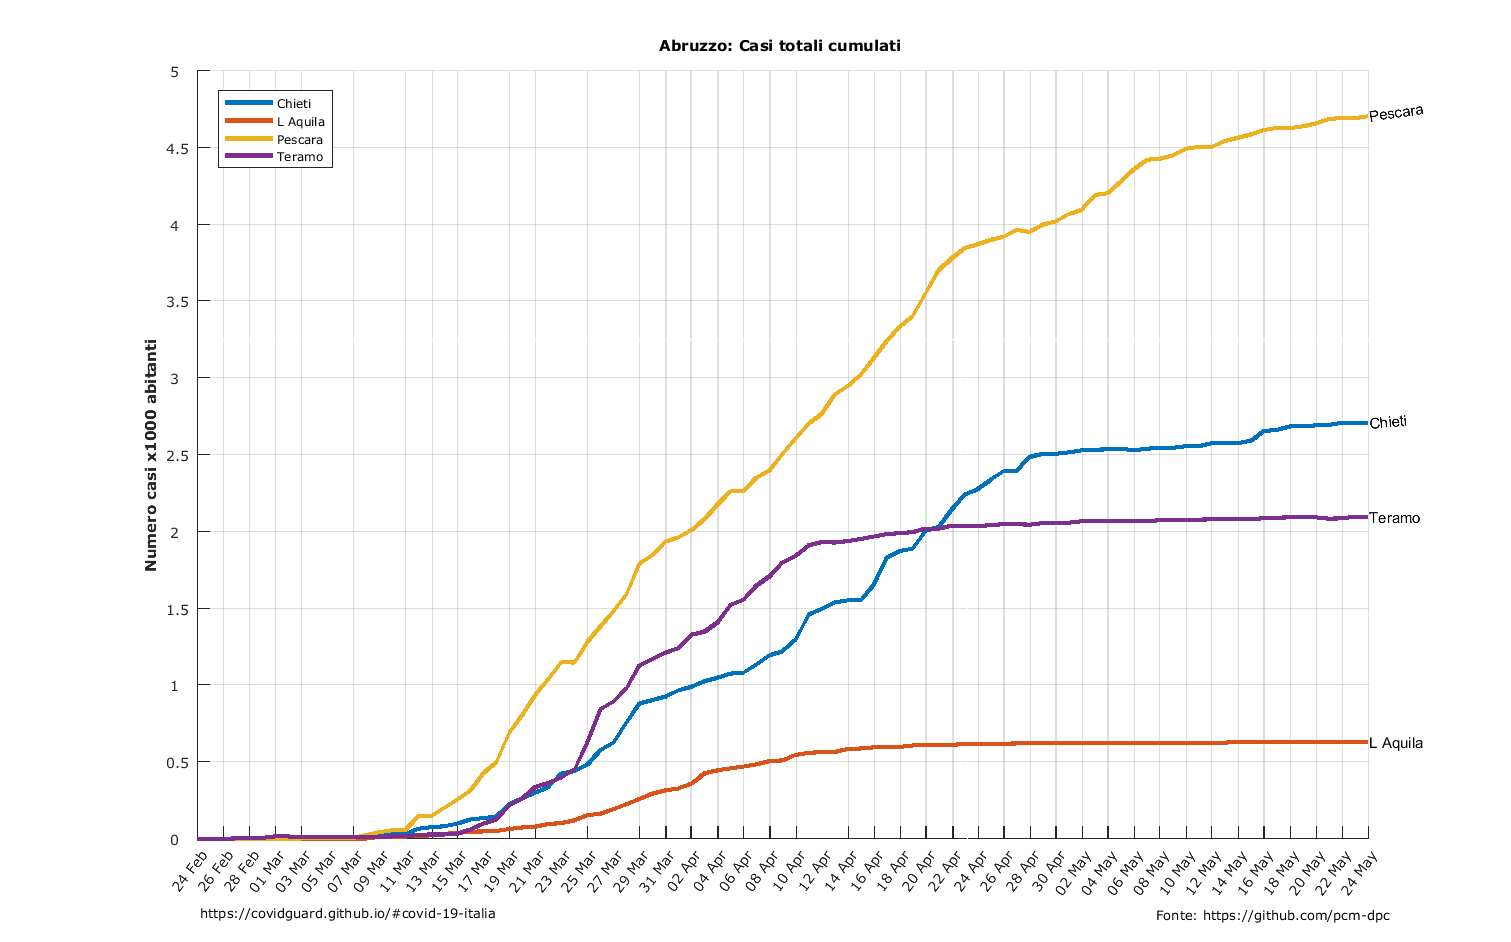 Abruzzo: Casi totali cumulati
Chieti
L Aquila
Pescara
Teramo
5
4.5
4
3.5
3
2.5
2
1.5
1
0.5
0
Numero casi x1000 abitanti
Pescara
Chieti
Teramo
L Aquila
24 Feb
26 Feb
28 Feb
01 Mar
03 Mar
05 Mar
07 Mar
09 Mar
11 Mar
13 Mar
15 Mar
17 Mar
19 Mar
21 Mar
23 Mar
25 Mar
27 Mar
29 Mar
31 Mar
02 Apr
04 Apr
06 Apr
08 Apr
10 Apr
12 Apr
14 Apr
16 Apr
18 Apr
20 Apr
22 Apr
24 Apr
26 Apr
28 Apr
30 Apr
02 May
04 May
06 May
08 May
10 May
12 May
14 May
16 May
18 May
20 May
22 May
24 May
https://covidguard.github.io/#covid-19-italia
Fonte: https://github.com/pcm-dpc